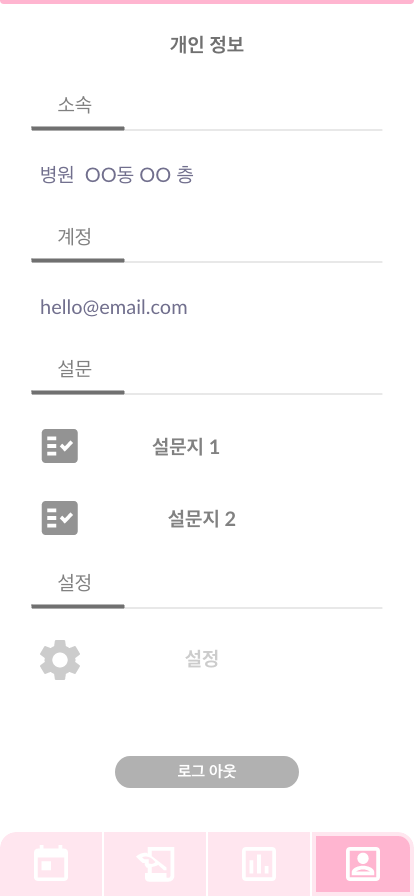 개인 정보
소속
병원  OO동 OO 층
계정
hello@email.com
설문
설문지 1
설문지 2
설정
설정
로그 아웃